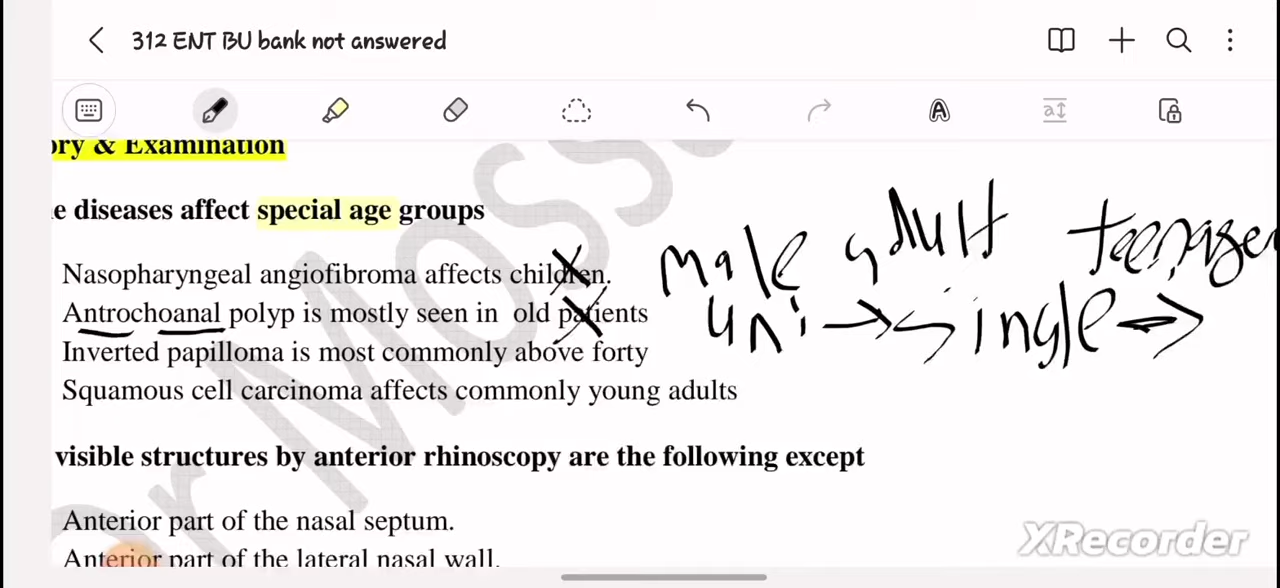 312 ENT BU bank not answered
ory & Examination
e diseases affect special age groups
Nasopharyngeal angiofibroma affects children.
male adult teenager
Antrochoanal polyp is mostly seen in old patients
uni → single →
Inverted papilloma is most commonly above forty
Squamous cell carcinoma affects commonly young adults
visible structures by anterior rhinoscopy are the following except
Anterior part of the nasal septum.
Anterior part of the lateral nasal wall.
Dr Moss
XRecorder